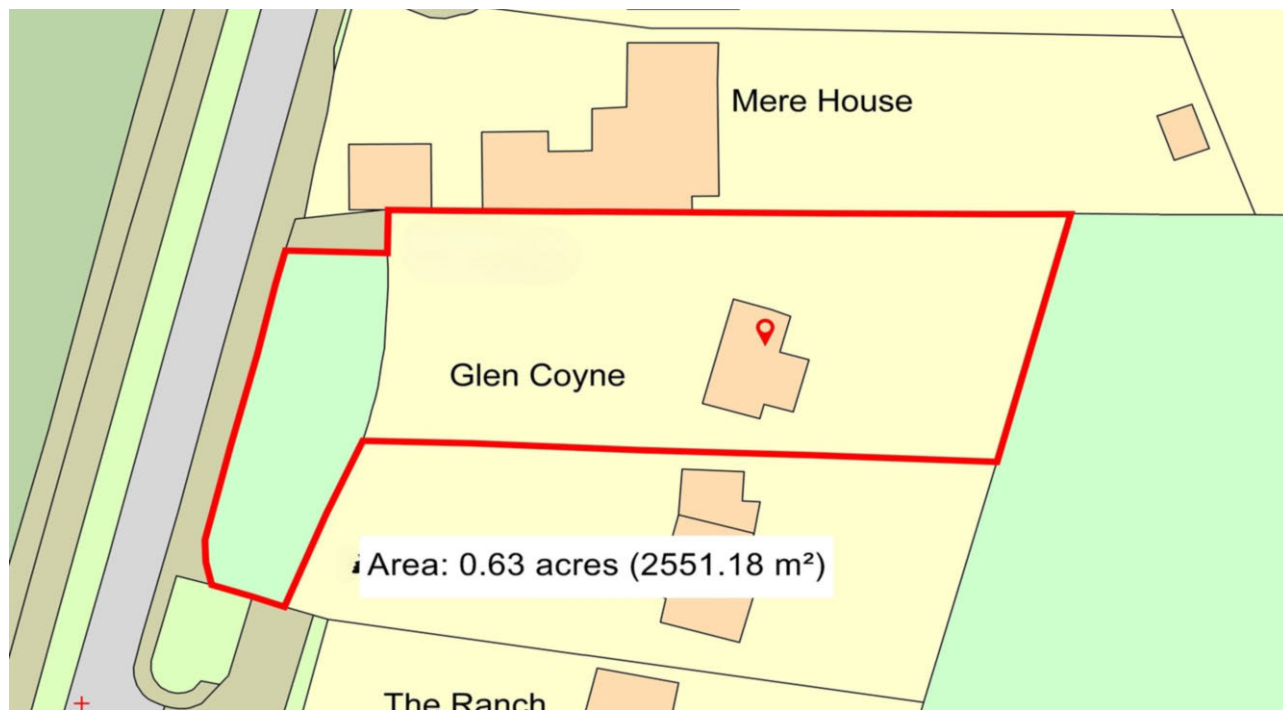 Mere House
Glen Coyne
Area: 0.63 acres (2551.18 m²)
The Ranch